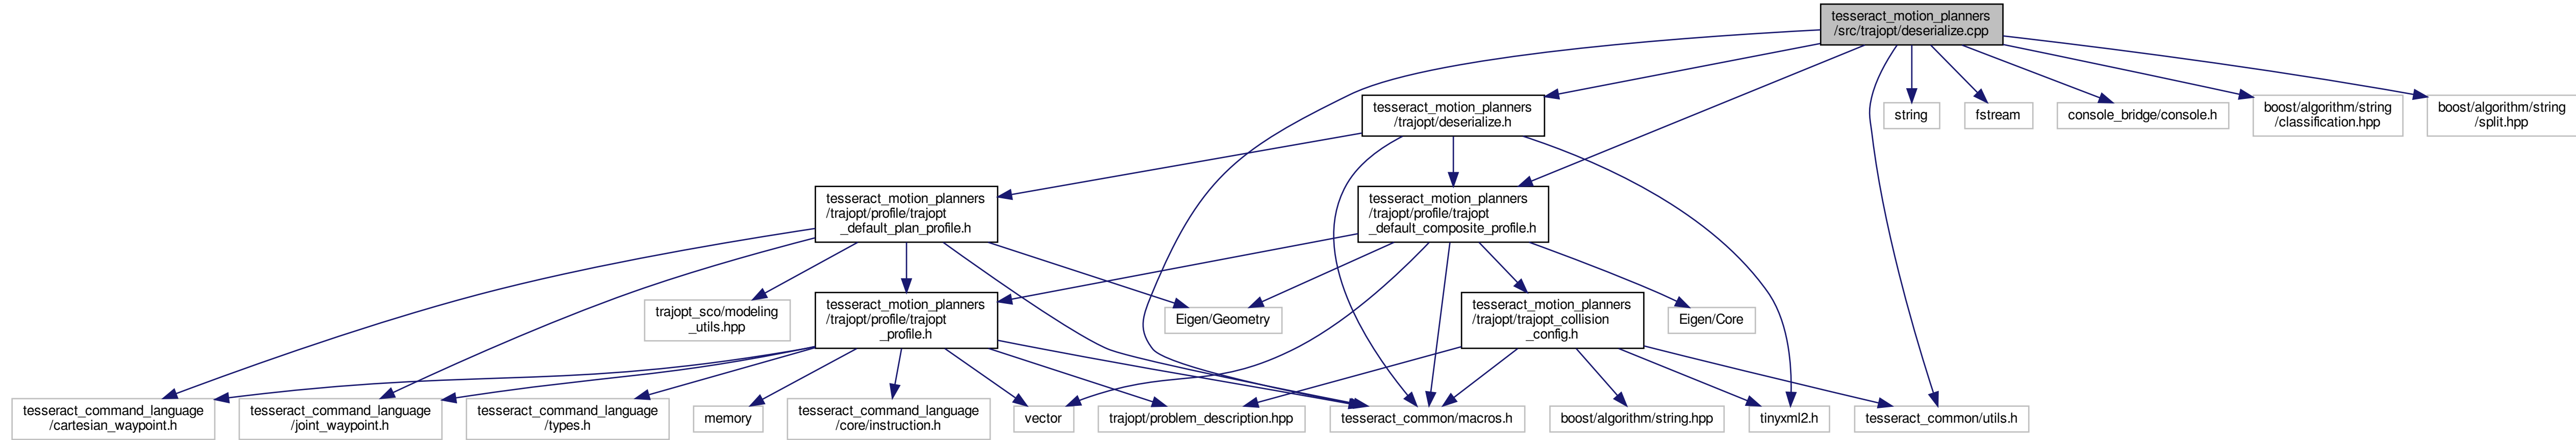 tesseract_motion_planners
/src/trajopt/deserialize.cpp
tesseract_motion_planners
/trajopt/deserialize.h
string
fstream
console_bridge/console.h
boost/algorithm/string
/classification.hpp
boost/algorithm/string
/split.hpp
tesseract_motion_planners
/trajopt/profile/trajopt
_default_plan_profile.h
tesseract_motion_planners
/trajopt/profile/trajopt
_default_composite_profile.h
trajopt_sco/modeling
_utils.hpp
tesseract_motion_planners
/trajopt/profile/trajopt
_profile.h
Eigen/Geometry
tesseract_motion_planners
/trajopt/trajopt_collision
_config.h
Eigen/Core
tesseract_command_language
/cartesian_waypoint.h
tesseract_command_language
/joint_waypoint.h
tesseract_command_language
/types.h
memory
tesseract_command_language
/core/instruction.h
vector
trajopt/problem_description.hpp
tesseract_common/macros.h
boost/algorithm/string.hpp
tinyxml2.h
tesseract_common/utils.h